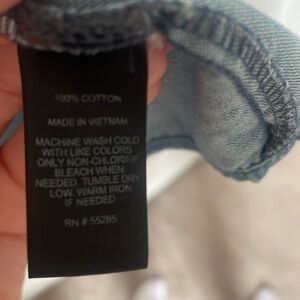 100% COTTON
MADE IN VIETNAM
MACHINE WASH COLD
WITH LIKE COLORS
ONLY NON-CHLORINE
BLEACH WHEN
NEEDED. TUMBLE DRY
LOW. WARM IRON
IF NEEDED
RN # 55285